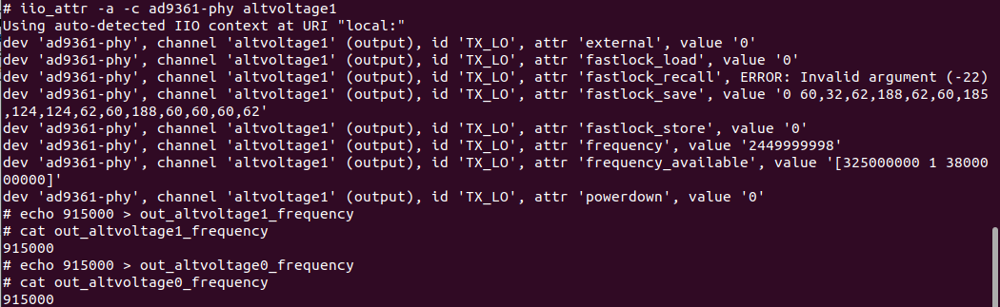 # iio_attr -a -c ad9361-phy altvoltage1
Using auto-detected IIO context at URI "local:"
dev 'ad9361-phy', channel 'altvoltage1' (output), id 'TX_LO', attr 'external', value '0'
dev 'ad9361-phy', channel 'altvoltage1' (output), id 'TX_LO', attr 'fastlock_load', value '0'
dev 'ad9361-phy', channel 'altvoltage1' (output), id 'TX_LO', attr 'fastlock_recall', ERROR: Invalid argument (-22)
dev 'ad9361-phy', channel 'altvoltage1' (output), id 'TX_LO', attr 'fastlock_save', value '0 60,32,62,188,62,60,185
,124,124,62,60,188,60,60,60,62'
dev 'ad9361-phy', channel 'altvoltage1' (output), id 'TX_LO', attr 'fastlock_store', value '0'
dev 'ad9361-phy', channel 'altvoltage1' (output), id 'TX_LO', attr 'frequency', value '2449999998'
dev 'ad9361-phy', channel 'altvoltage1' (output), id 'TX_LO', attr 'frequency_available', value '[325000000 1 38000
00000]'
dev 'ad9361-phy', channel 'altvoltage1' (output), id 'TX_LO', attr 'powerdown', value '0'
# echo 915000 > out_altvoltage1_frequency
# cat out_altvoltage1_frequency
915000
# echo 915000 > out_altvoltage0_frequency
# cat out_altvoltage0_frequency
915000